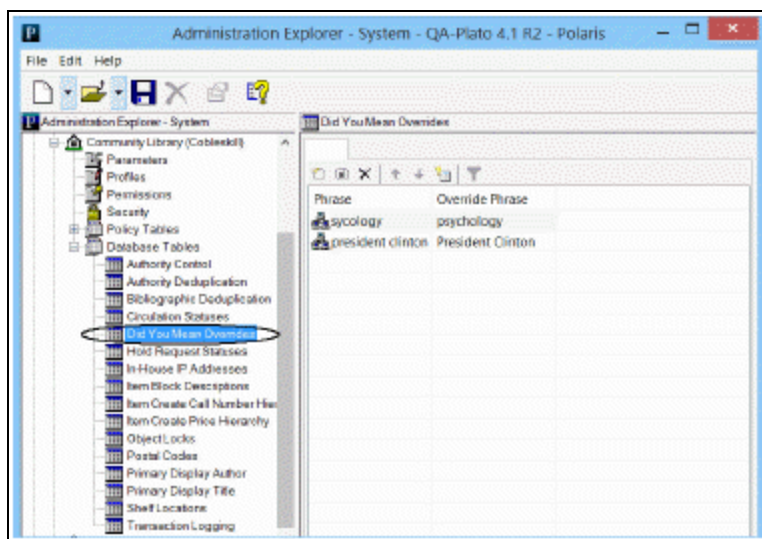 Administration Explorer - System - QA-Plato 4.1 R2 - Polaris
File Edit Help
Administration Explorer - System
Community Library (Cobleskill)
Parameters
Profiles
Permissions
Security
Policy Tables
Database Tables
Authority Control
Authority Deduplication
Bibliographic Deduplication
Circulation Statuses
Did You Mean Overrides
Hold Request Statuses
In-House IP Addresses
Item Block Descriptions
Item Create Call Number Hier
Item Create Price Hierarchy
Object Locks
Postal Codes
Primary Display Author
Primary Display Title
Shelf Locations
Transaction Logging
Did You Mean Overrides
Phrase Override Phrase
sycology psychology
president clinton President Clinton